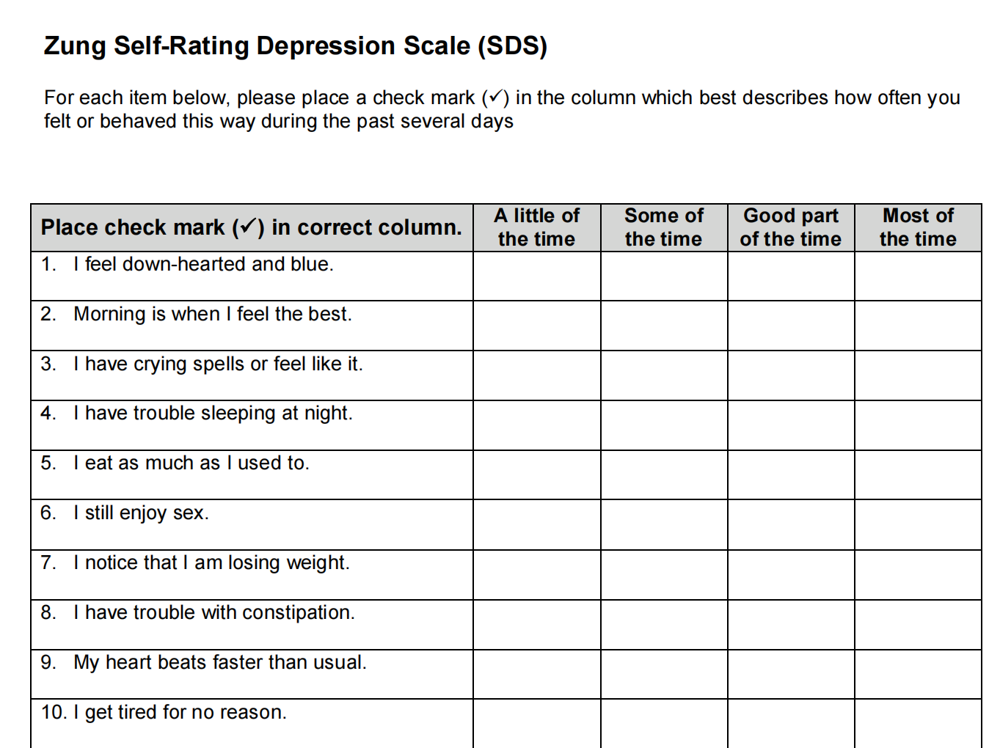 Zung Self-Rating Depression Scale (SDS)
For each item below, please place a check mark (✓) in the column which best describes how often you
felt or behaved this way during the past several days
Place check mark (✓) in correct column.
A little of
the time
Some of
the time
Good part
of the time
Most of
the time
1. I feel down-hearted and blue.
2. Morning is when I feel the best.
3. I have crying spells or feel like it.
4. I have trouble sleeping at night.
5. I eat as much as I used to.
6. I still enjoy sex.
7. I notice that I am losing weight.
8. I have trouble with constipation.
9. My heart beats faster than usual.
10. I get tired for no reason.